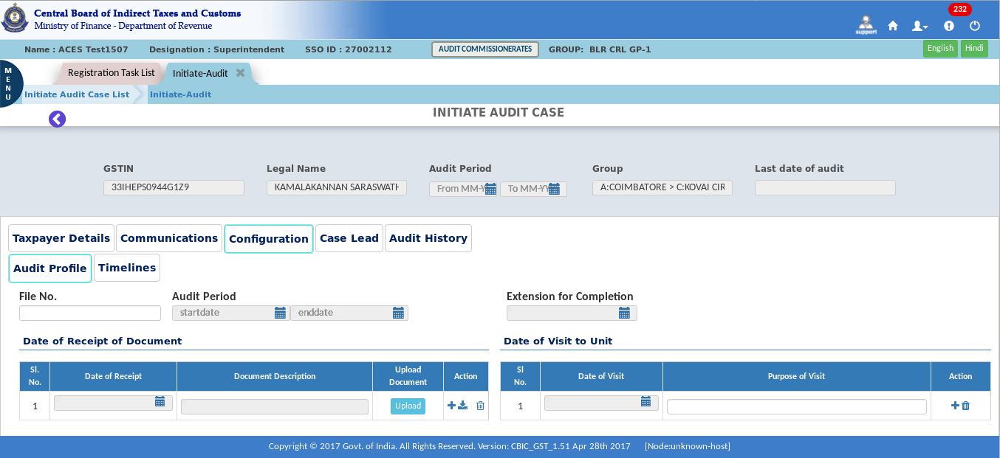 Central Board of Indirect Taxes and Customs
Ministry of Finance - Department of Revenue
232
support
Name : ACES Test1507 Designation : Superintendent SSO ID : 27002112 AUDIT COMMISSIONERATES GROUP: BLR CRL GP-1 English Hindi
MENU
Registration Task List Initiate-Audit
Initiate Audit Case List Initiate-Audit
INITIATE AUDIT CASE
GSTIN Legal Name Audit Period Group Last date of audit
33IHEPS0944G1Z9 KAMALAKANNAN SARASWATH From MM-Y To MM-YY A:COIMBATORE > C:KOVAI CIR
Taxpayer Details Communications Configuration Case Lead Audit History
Audit Profile Timelines
File No. Audit Period Extension for Completion
startdate enddate
Date of Receipt of Document Date of Visit to Unit
Sl. No. Date of Receipt Document Description Upload Document Action Sl No. Date of Visit Purpose of Visit Action
1 Upload 1
Copyright © 2017 Govt. of India. All Rights Reserved. Version: CBIC_GST_1.51 Apr 28th 2017 [Node:unknown-host]